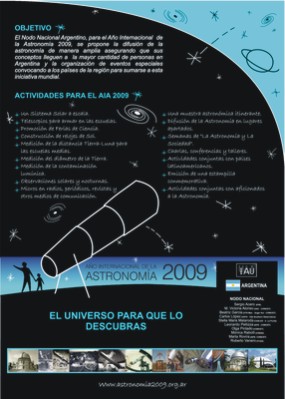 OBJETIVO
El Nodo Nacional Argentino, para el Año Internacional de
la Astronomía 2009, se propone la difusión de la
astronomía de manera amplia asegurando que sus
conceptos lleguen a la mayor cantidad de personas en
Argentina y la organización de eventos especiales
convocando a los países de la región para sumarse a esta
iniciativa mundial.
ACTIVIDADES PARA EL AIA 2009
Un Sistema Solar a escala.
Telescopios para armar en las escuelas.
Promoción de Ferias de Ciencia.
Construcción de relojes de Sol.
Medición de la distancia Tierra Luna para
las escuelas medias.
Medición del diámetro de la Tierra.
Medición de la contaminación
lumínica.
Observaciones solares y nocturnas.
Micros en radios, periódicos, revistas y
otros medios de comunicación.
Una muestra astronómica itinerante.
Difusión de la Astronomía en lugares
apartados.
Semanas de "La Astronomía y La
Sociedad".
Charlas, conferencias y talleres.
Actividades conjuntas con países
latinoamericanos.
Emisión de una estampilla
conmemorativa.
Actividades conjuntas con aficionados
a la Astronomía.
AÑO INTERNACIONAL DE LA
ASTRONOMÍA 2009
IAU
ARGENTINA
NODO NACIONAL
EL UNIVERSO PARA QUE LO
DESCUBRAS
www.astronomia2009.org.ar